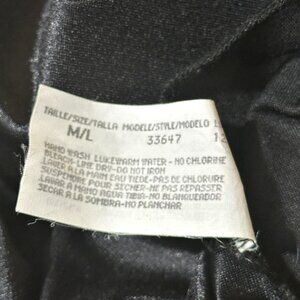 TAILLE/SIZE/TALLA MODELE/STYLE/MODELO
M/L 33647
HAND WASH LUKEWARM WATER - NO CHLORINE
BLEACH-LINE DRY-DO NOT IRON
LAVER A LA MAIN EAU TIEDE-PAS DE CHLORURE
SUSPENDRE POUR SECHER-NE PAS REPASSER
LAVAR A MANO AGUA TIBIA-NO BLANQUEADOR
SECAR A LA SOMBRA-NO PLANCHAR